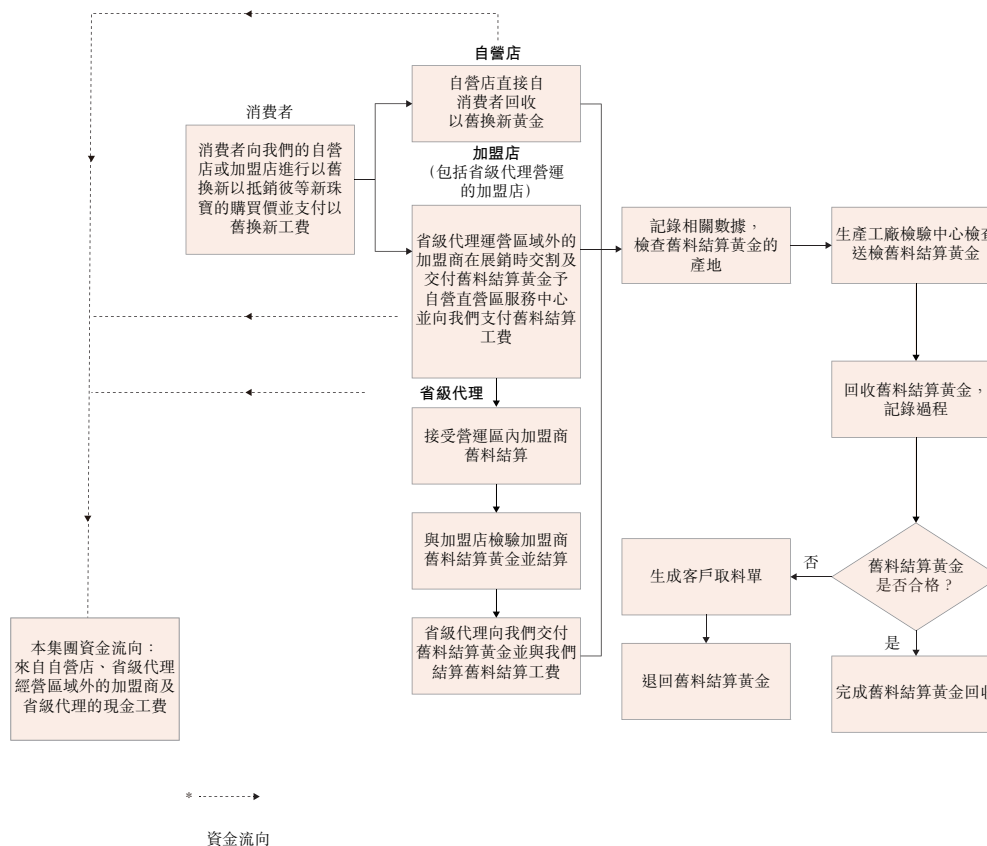 自營店
自營店直接自
消費者回收
以舊換新黃金
消費者
消費者向我們的自營
店或加盟店進行以舊
換新以抵銷彼等新珠
寶的購買價並支付以
舊換新工費
加盟店
(包括省級代理營運
的加盟店)
省級代理運營區域外的
加盟商在展銷時交割及
交付舊料結算黃金予
自營直營區服務中心
並向我們支付舊料結算
工費
記錄相關數據，
檢查舊料結算黃金的
產地
生產工廠檢驗中心檢查
送檢舊料結算黃金
回收舊料結算黃金，
記錄過程
省級代理
接受營運區內加盟商
舊料結算
與加盟店檢驗加盟商
舊料結算黃金並結算
省級代理向我們交付
舊料結算黃金並與我們
結算舊料結算工費
舊料結算黃金
是否合格？
否
生成客戶取料單
退回舊料結算黃金
是
完成舊料結算黃金回收
本集團資金流向：
來自自營店、省級代理
經營區域外的加盟商及
省級代理的現金工費
*
資金流向